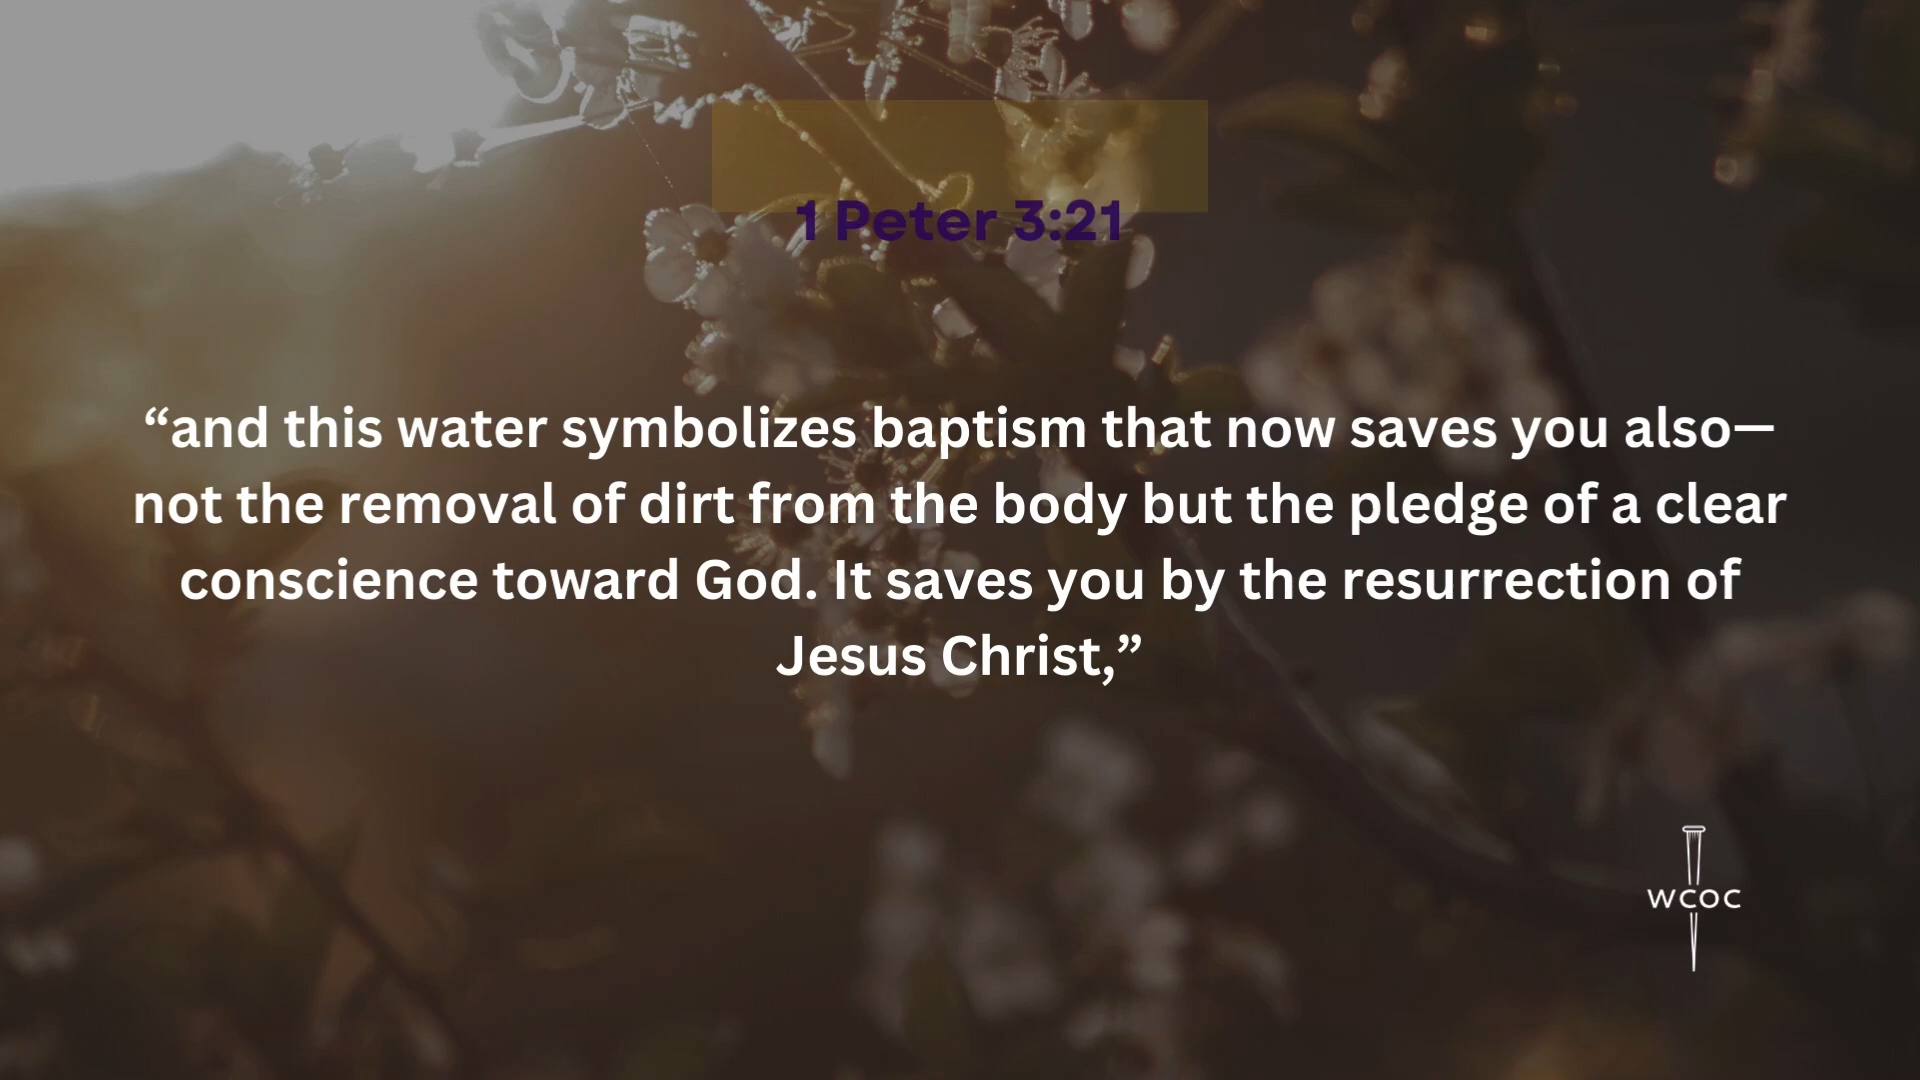 1 Peter 3:21
“and this water symbolizes baptism that now saves you also—
not the removal of dirt from the body but the pledge of a clear
conscience toward God. It saves you by the resurrection of
Jesus Christ,”
WCOC